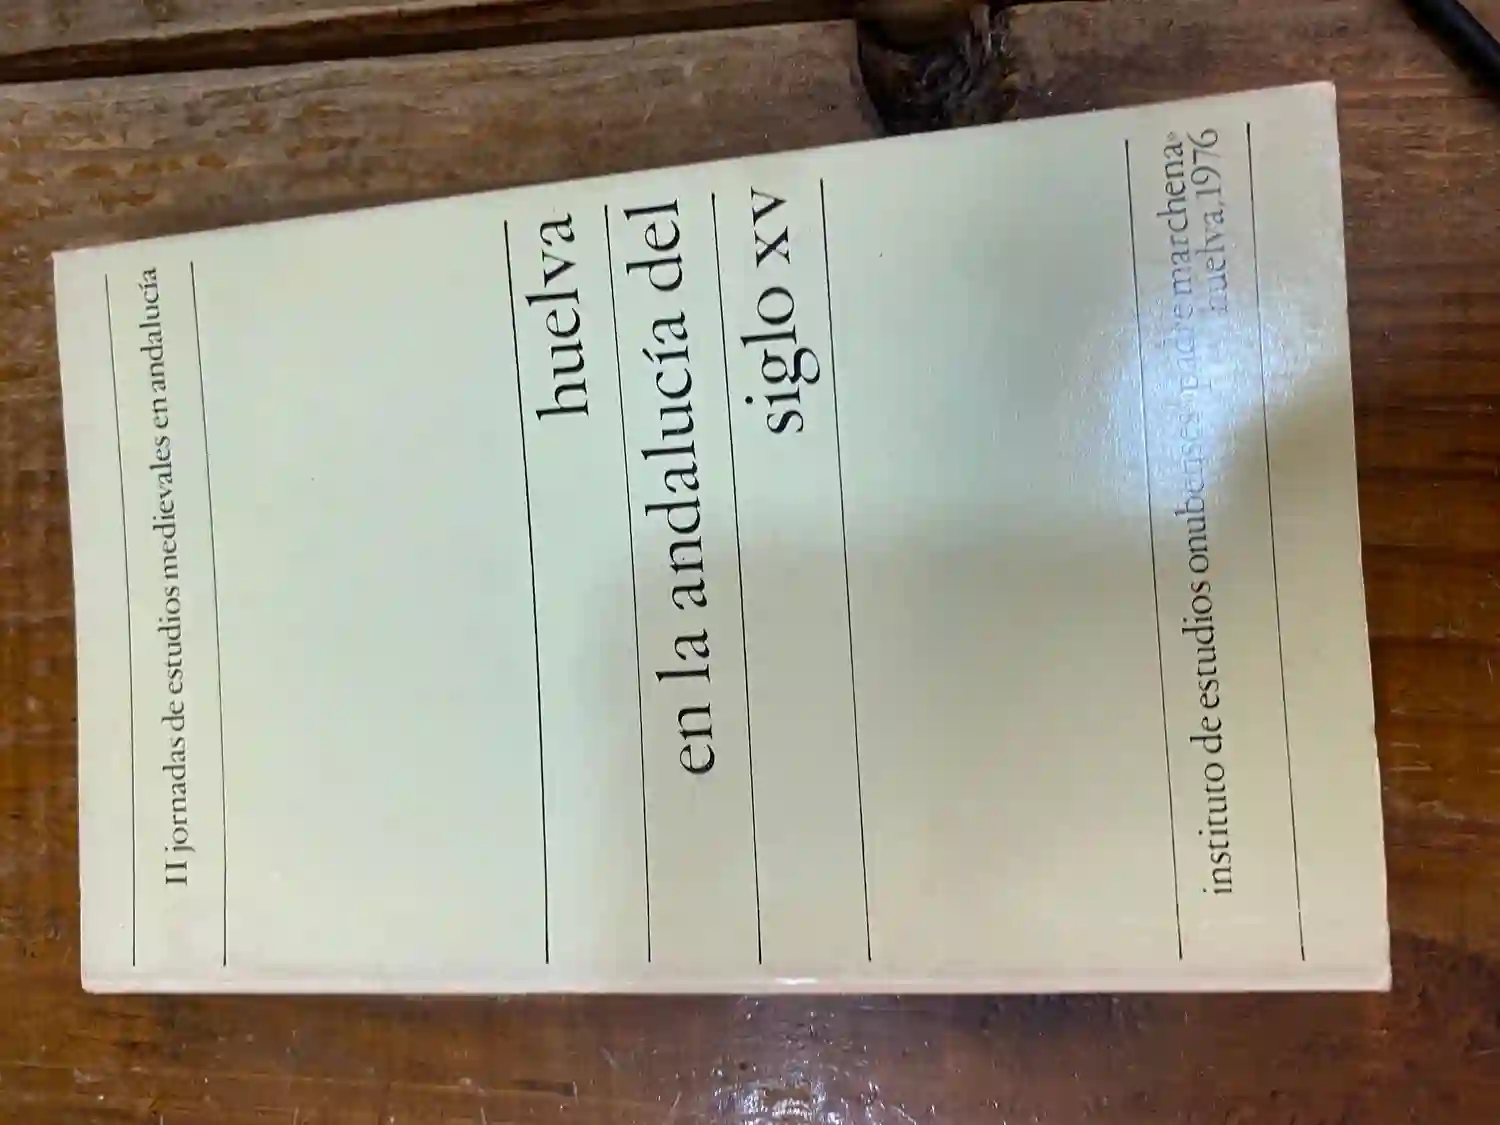 II jornadas de estudios medievales en andalucía
huelva
en la andalucía del
siglo xv
instituto de estudios onubenses «padre marchena»
huelva, 1976